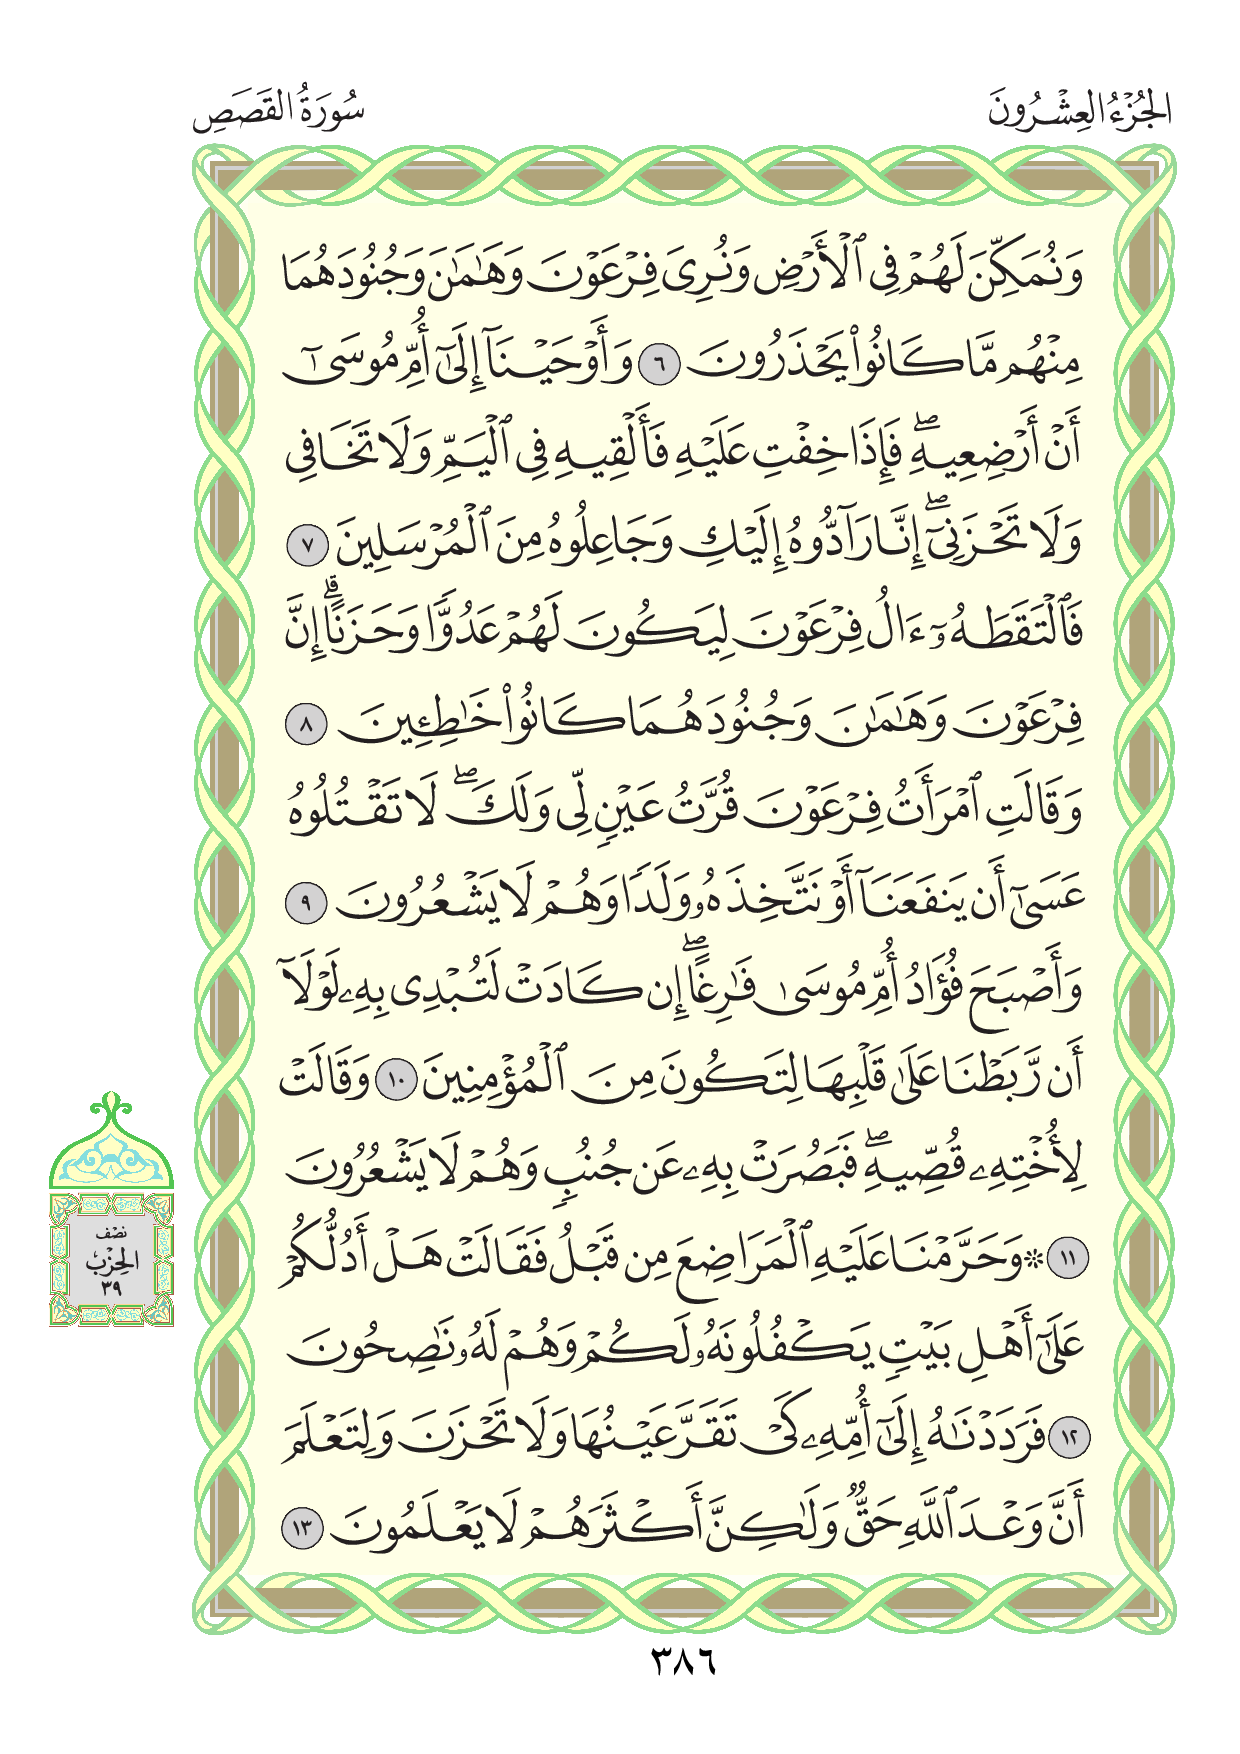 الجُزْءُ العِشْرُونَ
سُورَةُ القَصَصِ
وَنُمَكِّنَ لَهُمْ فِى ٱلْأَرْضِ وَنُرِىَ فِرْعَوْنَ وَهَٰمَٰنَ وَجُنُودَهُمَا
مِنْهُم مَّا كَانُوا۟ يَحْذَرُونَ ٦ وَأَوْحَيْنَآ إِلَىٰٓ أُمِّ مُوسَىٰٓ
أَنْ أَرْضِعِيهِ ۖ فَإِذَا خِفْتِ عَلَيْهِ فَأَلْقِيهِ فِى ٱلْيَمِّ وَلَا تَخَافِى
وَلَا تَحْزَنِىٓ ۖ إِنَّا رَآدُّوهُ إِلَيْكِ وَجَاعِلُوهُ مِنَ ٱلْمُرْسَلِينَ ٧
فَٱلْتَقَطَهُۥٓ ءَالُ فِرْعَوْنَ لِيَكُونَ لَهُمْ عَدُوًّا وَحَزَنًا ۗ إِنَّ
فِرْعَوْنَ وَهَٰمَٰنَ وَجُنُودَهُمَا كَانُوا۟ خَٰطِـِٔينَ ٨
وَقَالَتِ ٱمْرَأَتُ فِرْعَوْنَ قُرَّتُ عَيْنٍ لِّى وَلَكَ ۖ لَا تَقْتُلُوهُ
عَسَىٰٓ أَن يَنفَعَنَآ أَوْ نَتَّخِذَهُۥ وَلَدًا وَهُمْ لَا يَشْعُرُونَ ٩
وَأَصْبَحَ فُؤَادُ أُمِّ مُوسَىٰ فَٰرِغًا ۖ إِن كَادَتْ لَتُبْدِى بِهِۦ لَوْلَآ
أَن رَّبَطْنَا عَلَىٰ قَلْبِهَا لِتَكُونَ مِنَ ٱلْمُؤْمِنِينَ ١٠ وَقَالَتْ
لِأُخْتِهِۦ قُصِّيهِ ۖ فَبَصُرَتْ بِهِۦ عَن جُنُبٍ وَهُمْ لَا يَشْعُرُونَ
١١ ۞ وَحَرَّمْنَا عَلَيْهِ ٱلْمَرَاضِعَ مِن قَبْلُ فَقَالَتْ هَلْ أَدُلُّكُمْ
عَلَىٰٓ أَهْلِ بَيْتٍ يَكْفُلُونَهُۥ لَكُمْ وَهُمْ لَهُۥ نَٰصِحُونَ
١٢ فَرَدَدْنَٰهُ إِلَىٰٓ أُمِّهِۦ كَىْ تَقَرَّ عَيْنُهَا وَلَا تَحْزَنَ وَلِتَعْلَمَ
أَنَّ وَعْدَ ٱللَّهِ حَقٌّ وَلَٰكِنَّ أَكْثَرَهُمْ لَا يَعْلَمُونَ ١٣
نصْف
الحِزْبْ
٣٩
٣٨٦